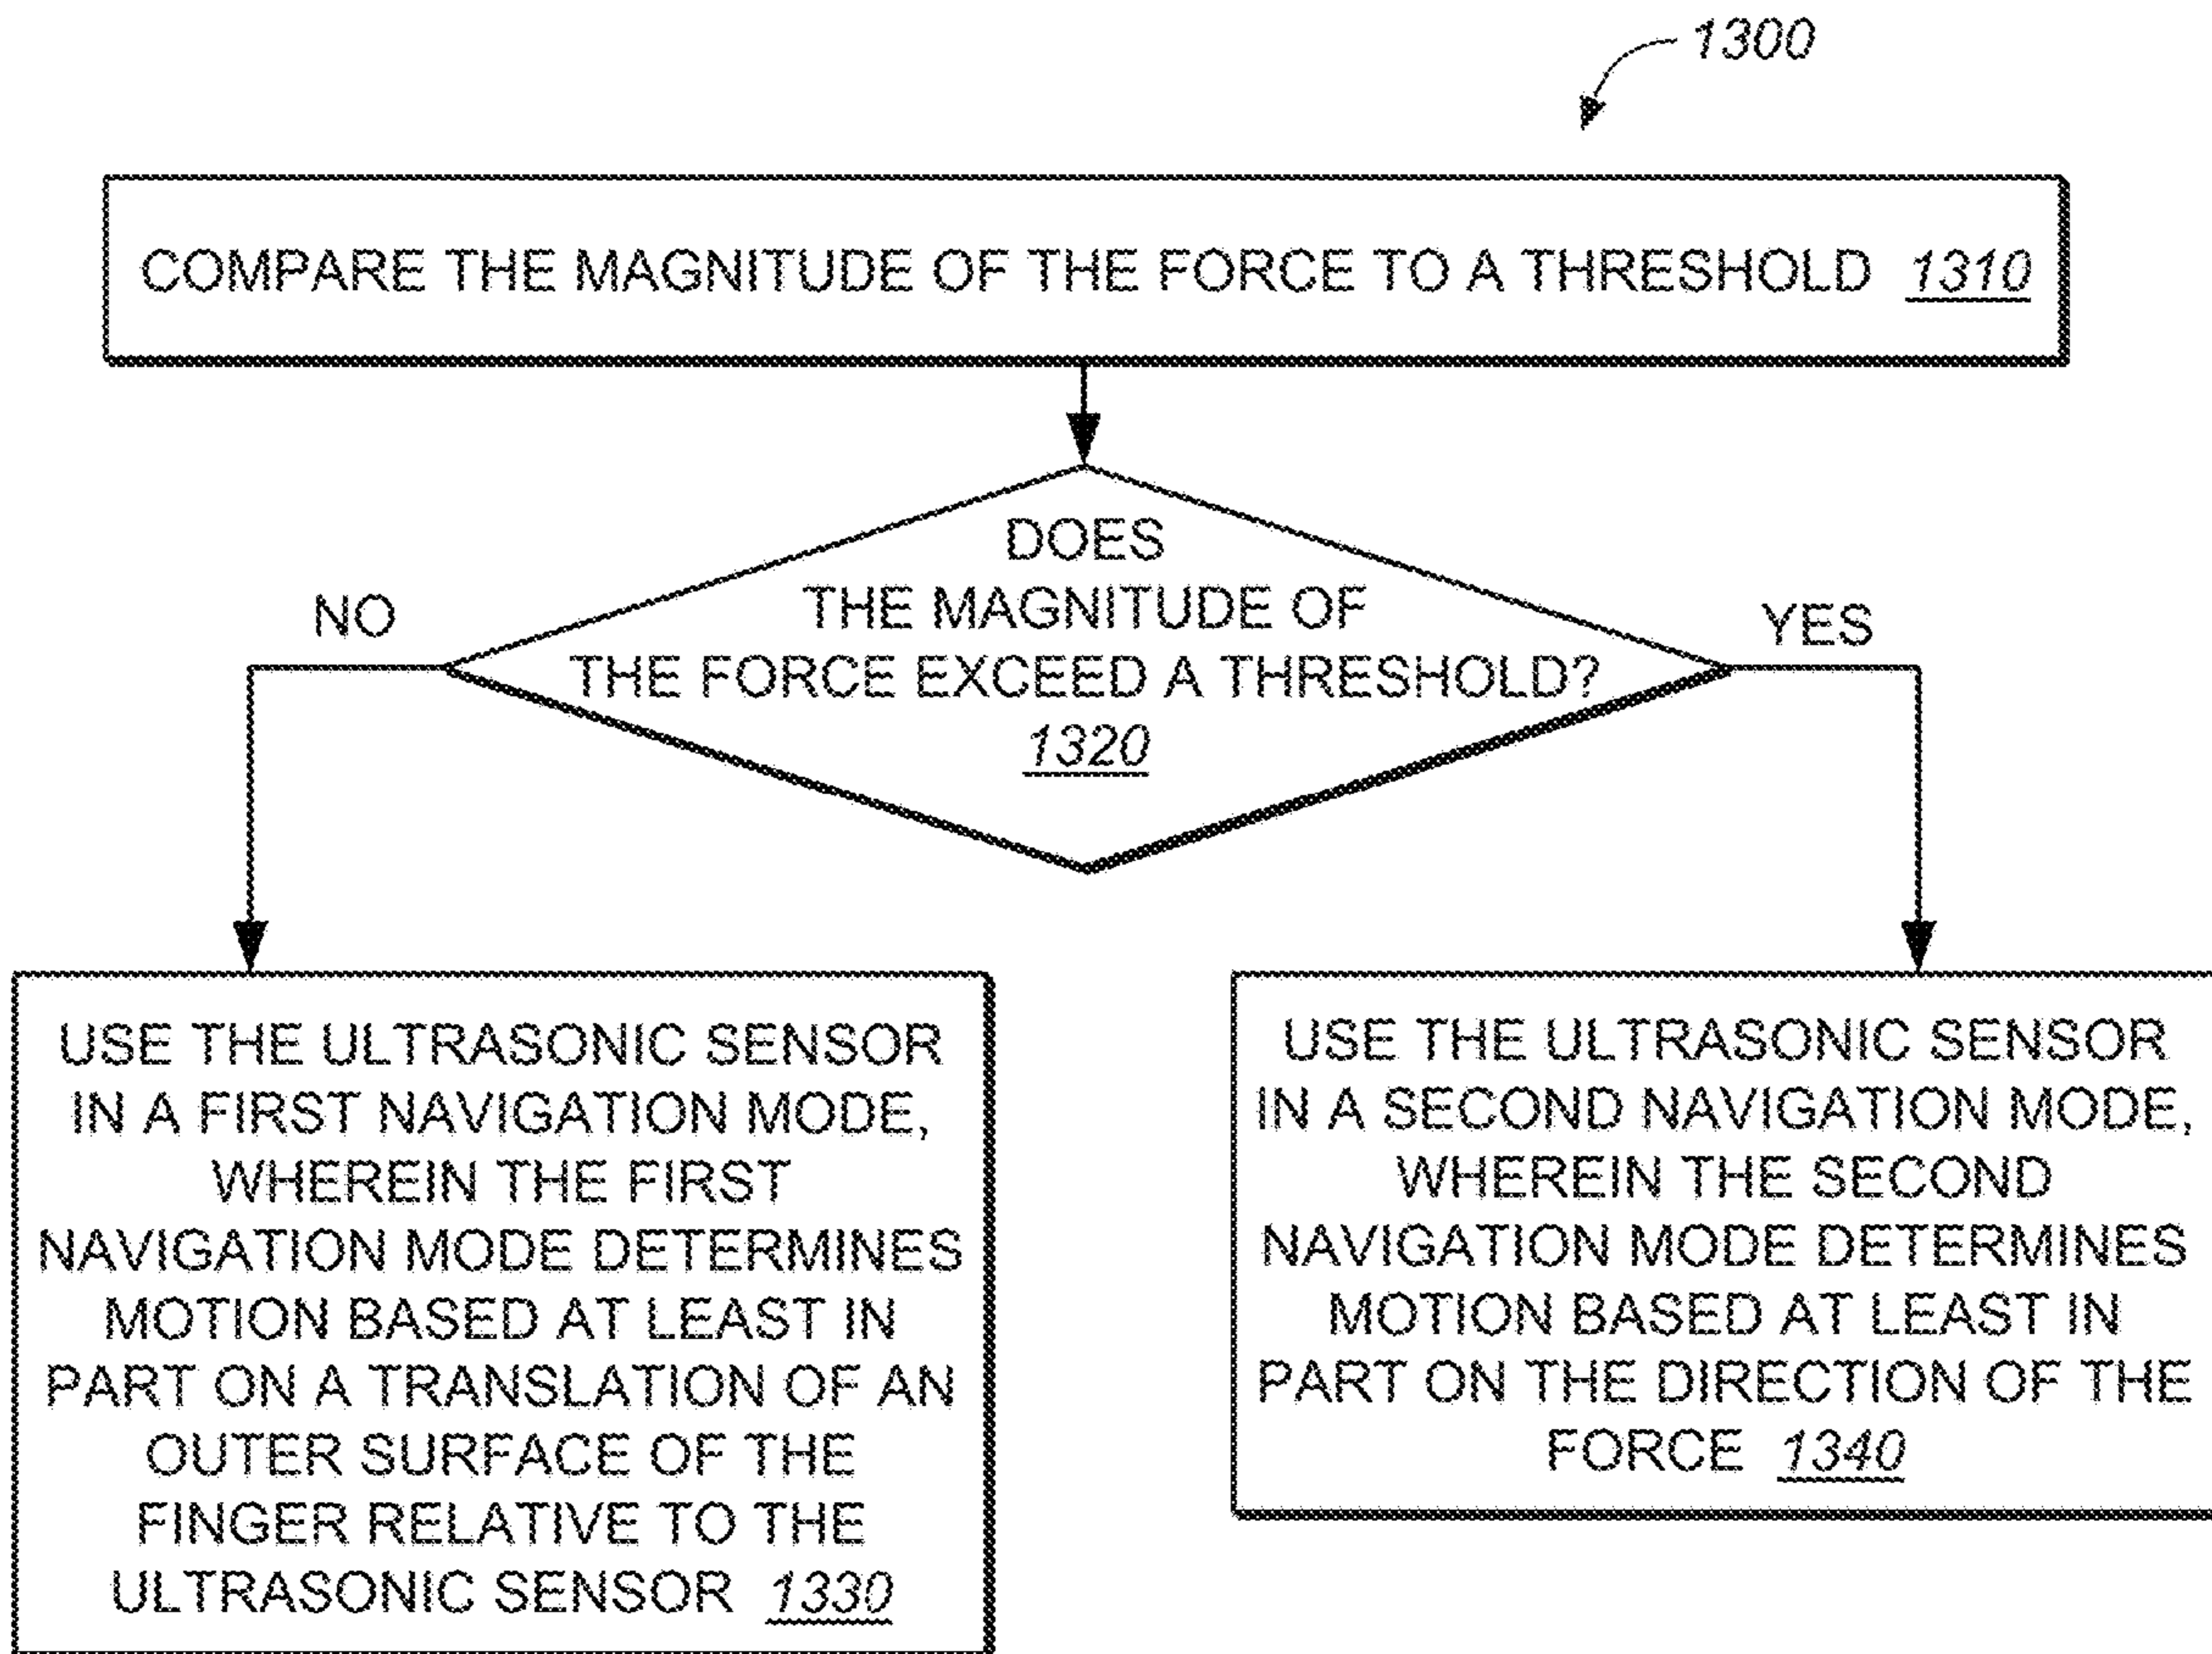 1300
COMPARE THE MAGNITUDE OF THE FORCE TO A THRESHOLD 1310
DOES
THE MAGNITUDE OF
THE FORCE EXCEED A THRESHOLD?
1320
NO
YES
USE THE ULTRASONIC SENSOR
IN A FIRST NAVIGATION MODE,
WHEREIN THE FIRST
NAVIGATION MODE DETERMINES
MOTION BASED AT LEAST IN
PART ON A TRANSLATION OF AN
OUTER SURFACE OF THE
FINGER RELATIVE TO THE
ULTRASONIC SENSOR 1330
USE THE ULTRASONIC SENSOR
IN A SECOND NAVIGATION MODE,
WHEREIN THE SECOND
NAVIGATION MODE DETERMINES
MOTION BASED AT LEAST IN
PART ON THE DIRECTION OF THE
FORCE 1340